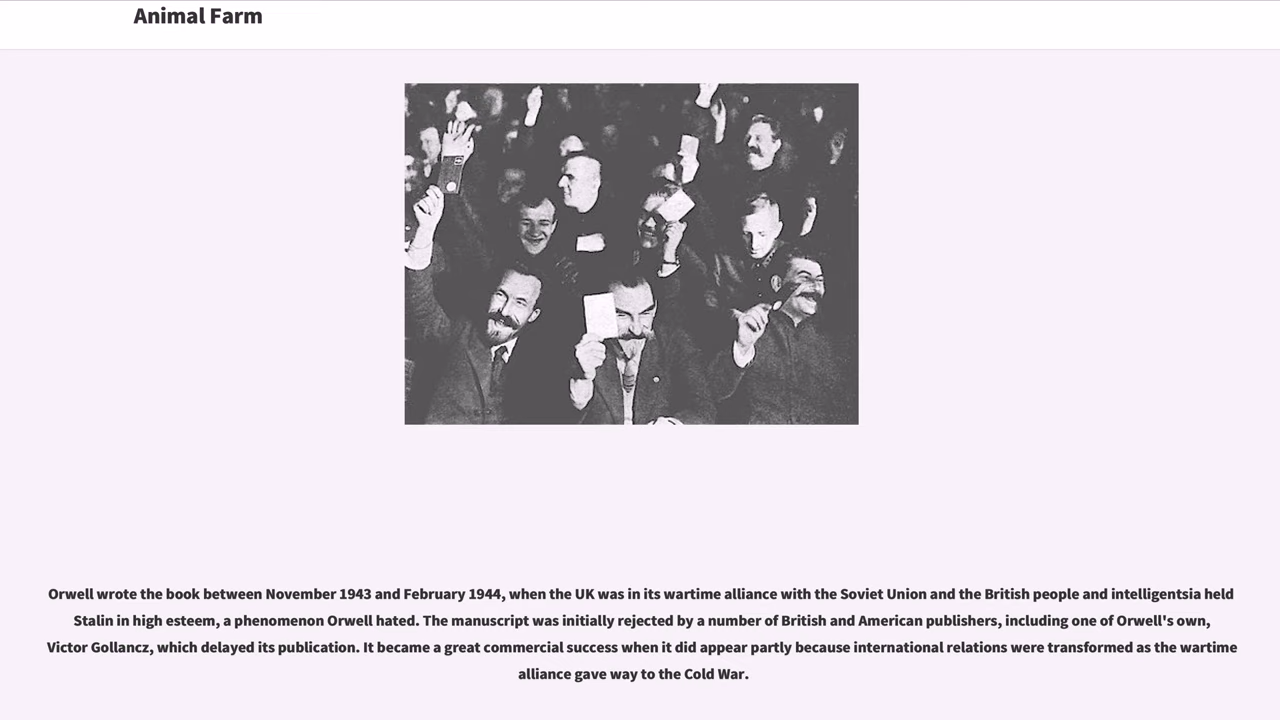 Animal Farm
Orwell wrote the book between November 1943 and February 1944, when the UK was in its wartime alliance with the Soviet Union and the British people and intelligentsia held
Stalin in high esteem, a phenomenon Orwell hated. The manuscript was initially rejected by a number of British and American publishers, including one of Orwell's own,
Victor Gollancz, which delayed its publication. It became a great commercial success when it did appear partly because international relations were transformed as the wartime
alliance gave way to the Cold War.